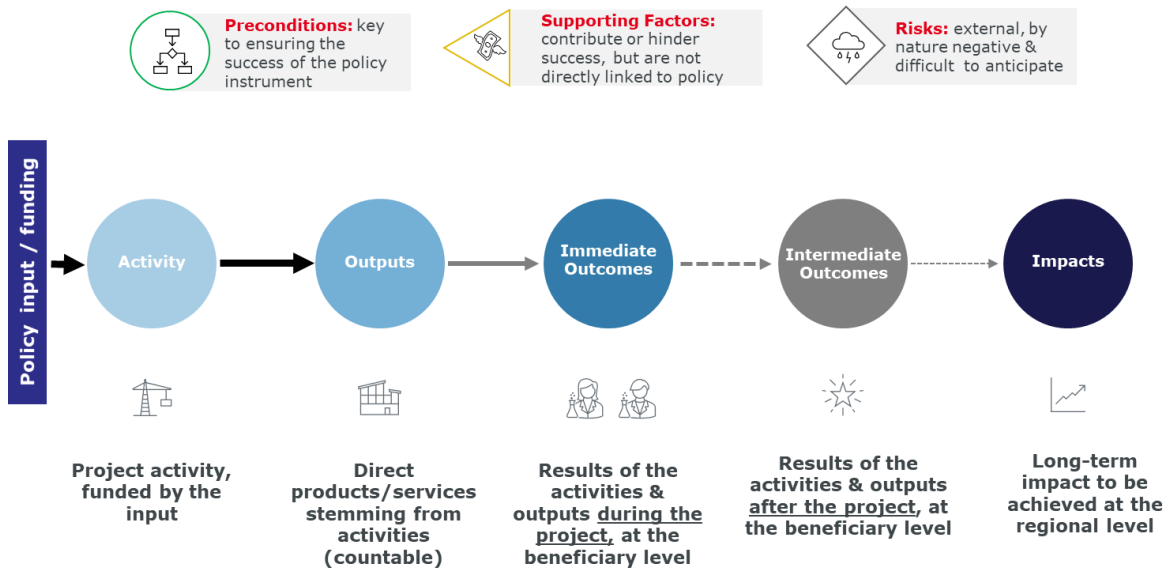 Preconditions: key
to ensuring the
success of the policy
instrument
Supporting Factors:
contribute or hinder
success, but are not
directly linked to policy
Risks: external, by
nature negative &
difficult to anticipate
Policy input / funding
Activity
Outputs
Immediate
Outcomes
Intermediate
Outcomes
Impacts
Project activity,
funded by the
input
Direct
products/services
stemming from
activities
(countable)
Results of the
activities &
outputs during the
project, at the
beneficiary level
Results of the
activities & outputs
after the project, at
the beneficiary level
Long-term
impact to be
achieved at the
regional level